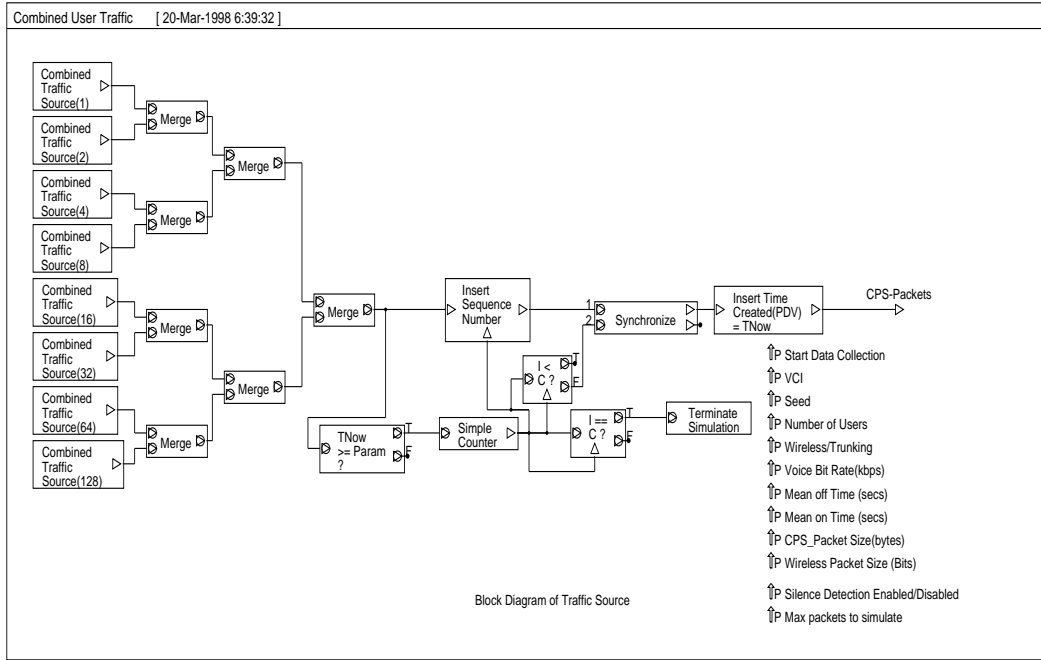 Combined User Traffic [ 20-Mar-1998 6:39:32 ]
Combined
Traffic
Source(1)
Combined
Traffic
Source(2)
Combined
Traffic
Source(4)
Combined
Traffic
Source(8)
Combined
Traffic
Source(16)
Combined
Traffic
Source(32)
Combined
Traffic
Source(64)
Combined
Traffic
Source(128)
Merge
Merge
Merge
Merge
Merge
Merge
Merge
Insert
Sequence
Number
1
2
Synchronize
Insert Time
Created(PDV)
= TNow
CPS-Packets
I <
C ?
T
F
TNow
>= Param
?
T
F
Simple
Counter
I ==
C ?
T
F
Terminate
Simulation
P Start Data Collection
P VCI
P Seed
P Number of Users
P Wireless/Trunking
P Voice Bit Rate(kbps)
P Mean off Time (secs)
P Mean on Time (secs)
P CPS_Packet Size(bytes)
P Wireless Packet Size (Bits)
P Silence Detection Enabled/Disabled
P Max packets to simulate
Block Diagram of Traffic Source